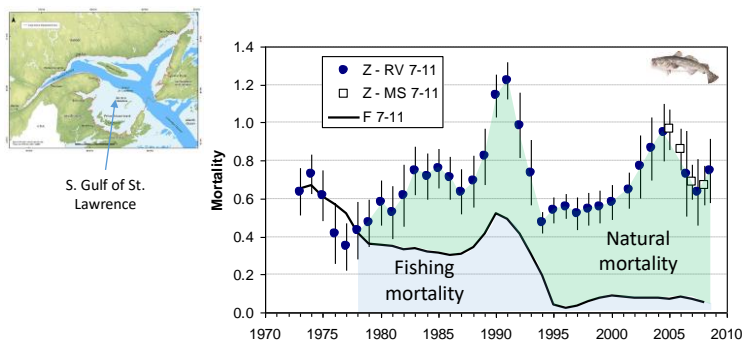 S. Gulf of St.
Lawrence
Mortality
1.4
1.2
1.0
0.8
0.6
0.4
0.2
0.0
Z - RV 7-11
Z - MS 7-11
F 7-11
Fishing
mortality
Natural
mortality
1970 1975 1980 1985 1990 1995 2000 2005 2010